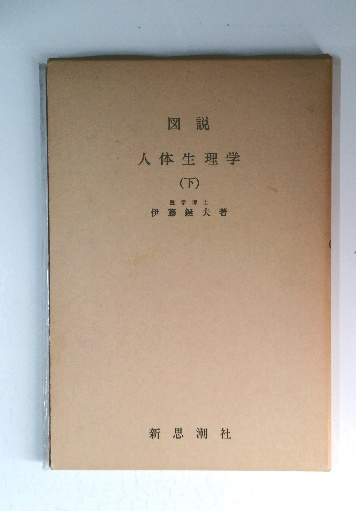 図説
人体生理学
(下)
医学博士
伊藤鉦夫著
新思潮社